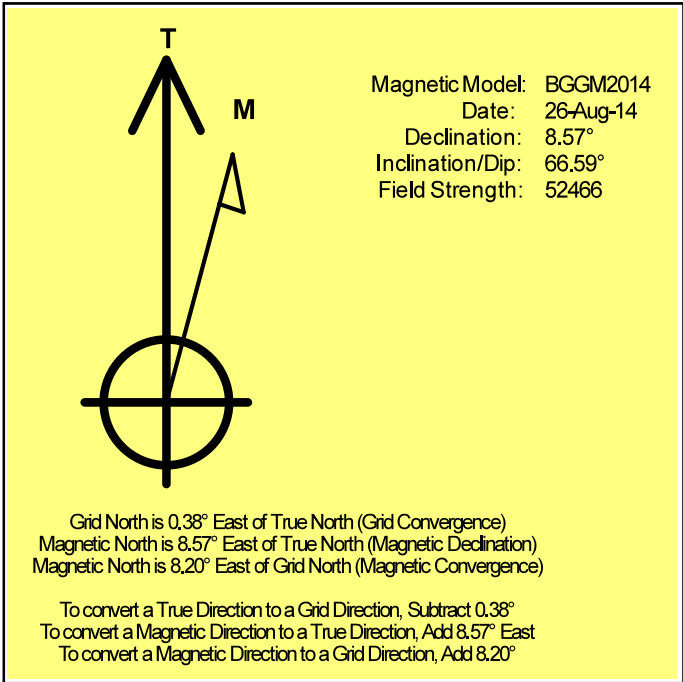 T
M
Magnetic Model: BGGM2014
Date: 26-Aug-14
Declination: 8.57°
Inclination/Dip: 66.59°
Field Strength: 52466
Grid North is 0.38° East of True North (Grid Convergence)
Magnetic North is 8.57° East of True North (Magnetic Declination)
Magnetic North is 8.20° East of Grid North (Magnetic Convergence)
To convert a True Direction to a Grid Direction, Subtract 0.38°
To convert a Magnetic Direction to a True Direction, Add 8.57° East
To convert a Magnetic Direction to a Grid Direction, Add 8.20°